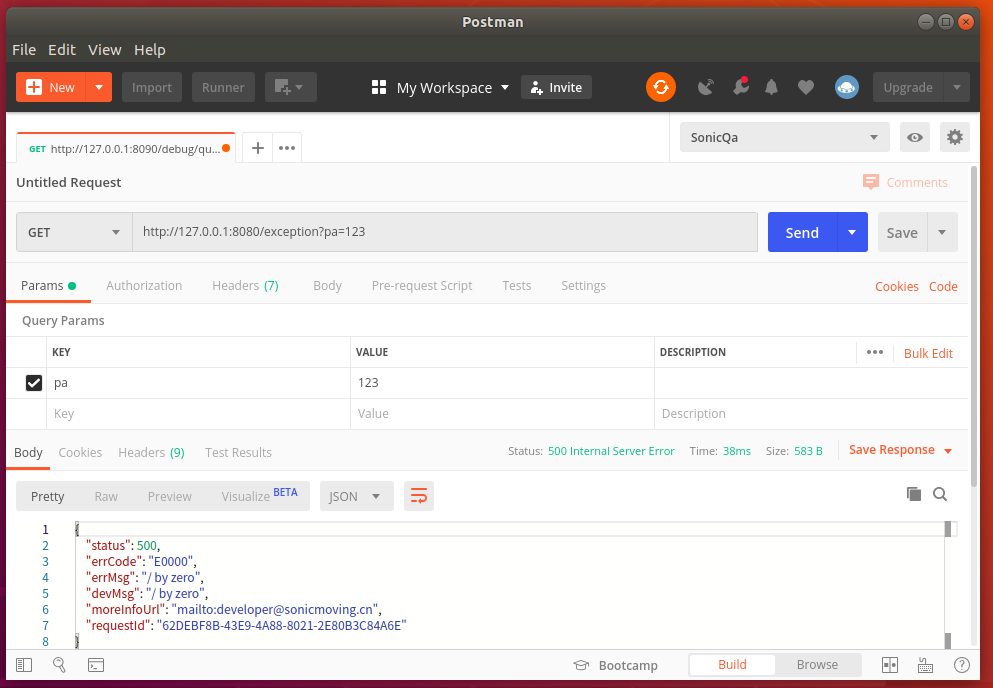 Postman
File Edit View Help
New Import Runner My Workspace Invite Upgrade
GET http://127.0.0.1:8090/debug/qu... SonicQa
Untitled Request Comments
GET http://127.0.0.1:8080/exception?pa=123 Send Save
Params Authorization Headers (7) Body Pre-request Script Tests Settings Cookies Code
Query Params
KEY VALUE DESCRIPTION Bulk Edit
pa 123
Key Value Description
Body Cookies Headers (9) Test Results Status: 500 Internal Server Error Time: 38ms Size: 583 B Save Response
Pretty Raw Preview Visualize BETA JSON
1 {
2 "status": 500,
3 "errCode": "E0000",
4 "errMsg": "/ by zero",
5 "devMsg": "/ by zero",
6 "moreInfoUrl": "mailto:developer@sonicmoving.cn",
7 "requestId": "62DEBF8B-43E9-4A88-8021-2E80B3C84A6E"
8 }
Bootcamp Build Browse